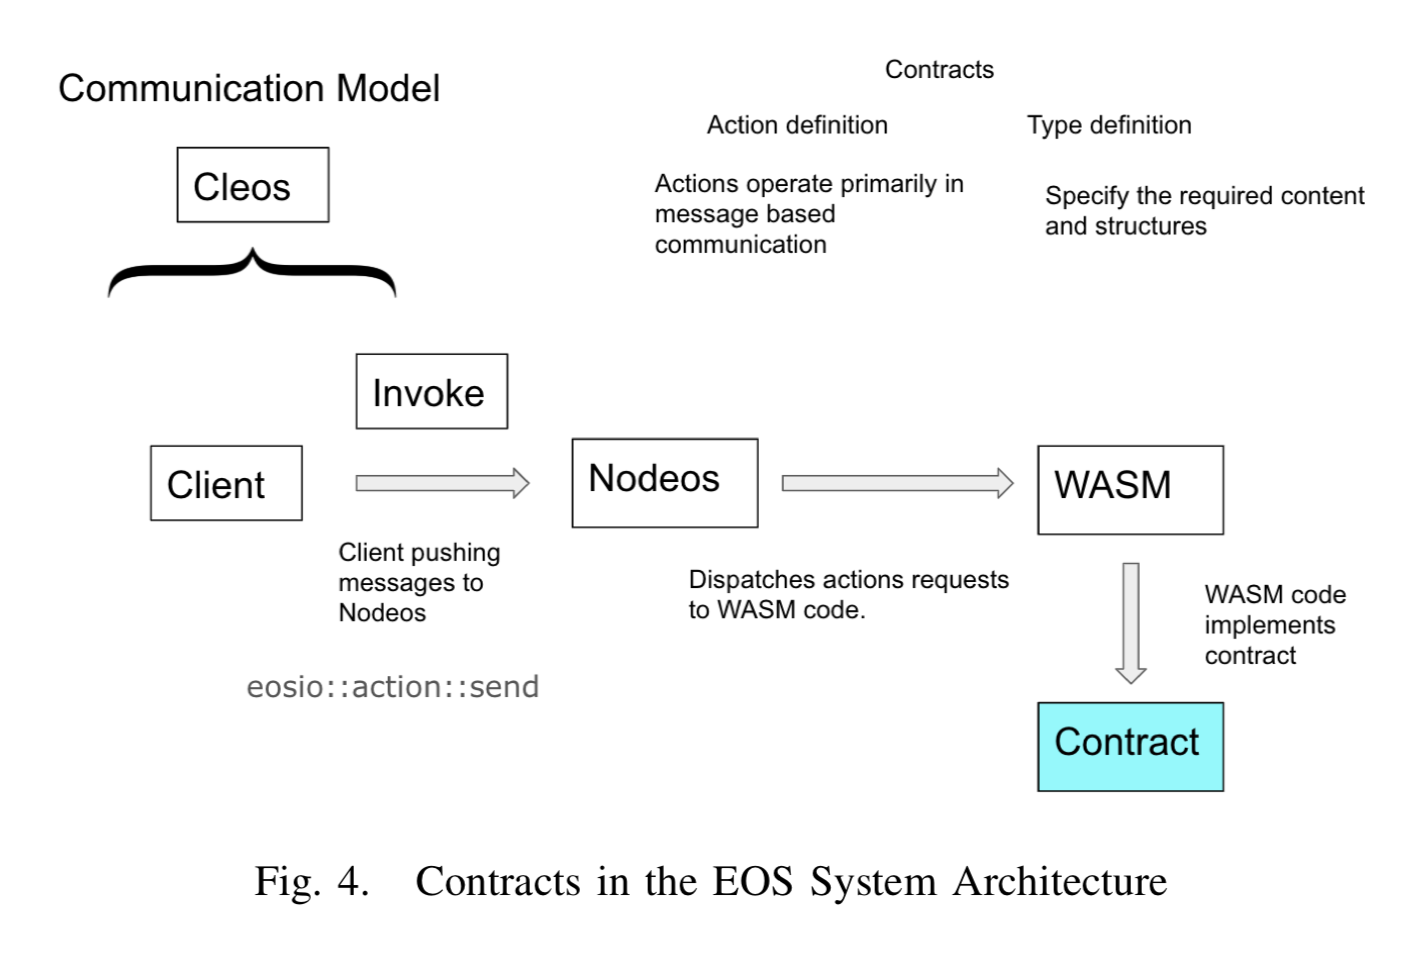 Communication Model
Contracts
Action definition
Type definition
Actions operate primarily in
message based
communication
Specify the required content
and structures
Cleos
Invoke
Client
Nodeos
WASM
Client pushing
messages to
Nodeos
Dispatches actions requests
to WASM code.
WASM code
implements
contract
eosio::action::send
Contract
Fig. 4. Contracts in the EOS System Architecture